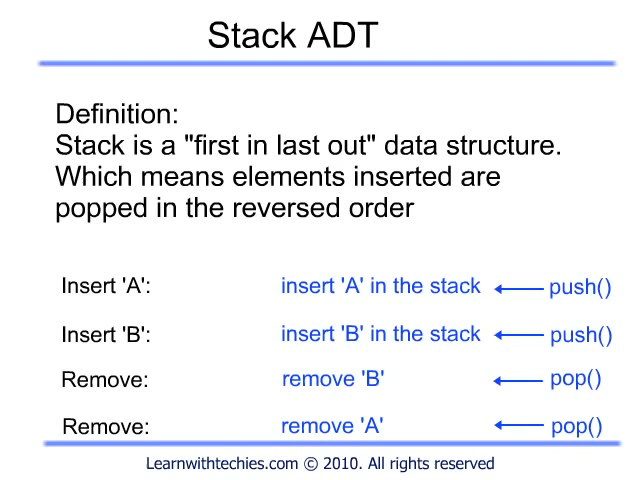 Stack ADT
Definition:
Stack is a "first in last out" data structure.
Which means elements inserted are
popped in the reversed order
Insert 'A': insert 'A' in the stack push()
Insert 'B': insert 'B' in the stack push()
Remove: remove 'B' pop()
Remove: remove 'A' pop()
Learnwithtechies.com © 2010. All rights reserved